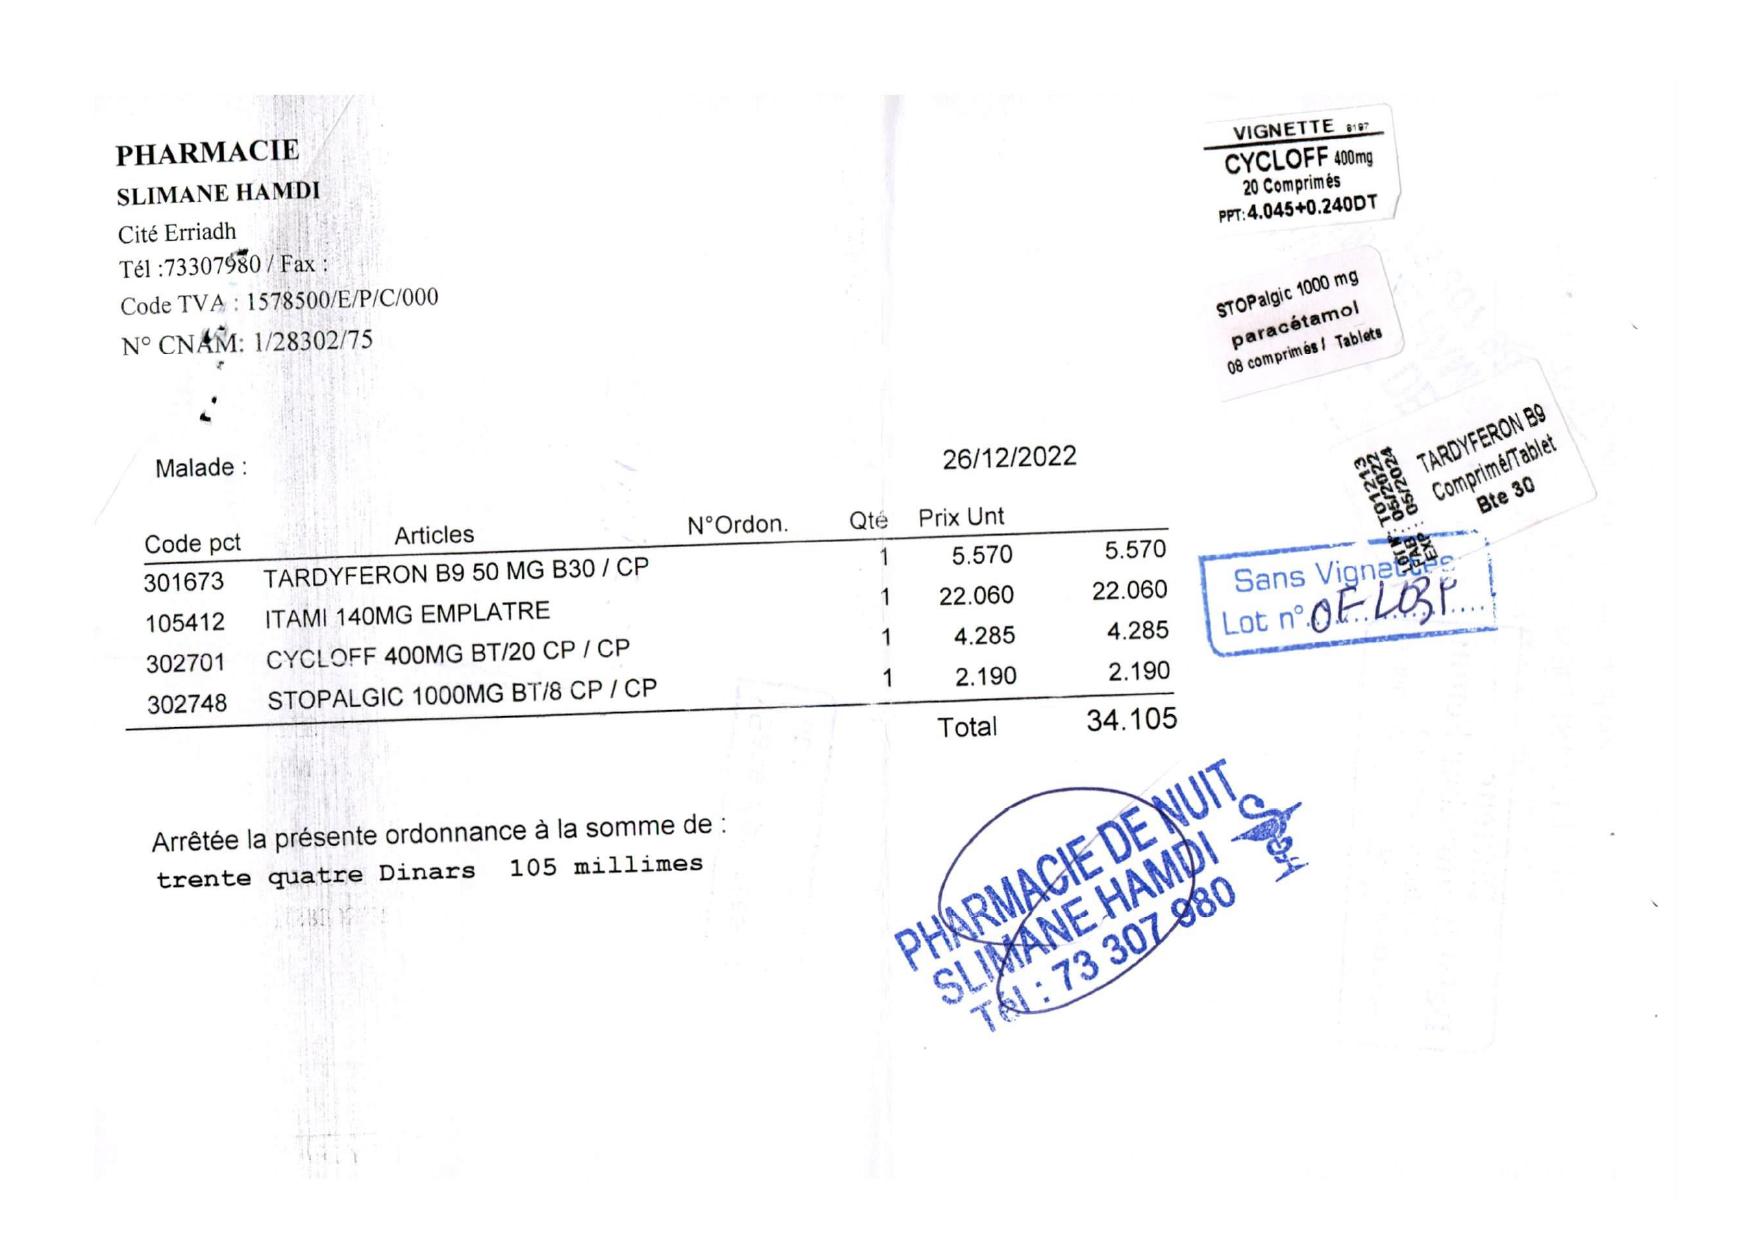 PHARMACIE
SLIMANE HAMDI
Cité Erriadh
Tél :73307980 / Fax :
Code TVA : 1578500/E/P/C/000
N° CNAM: 1/28302/75
VIGNETTE 8197
CYCLOFF 400mg
20 Comprimés
PPT: 4.045+0.240DT
STOPalgic 1000 mg
paracétamol
08 comprimés / Tablets
TARDYFERON B9
Comprimé/Tablet
Bte 30
LOT N° : T01213
FAB : 06/2022
EXP : 05/2024
Malade :
26/12/2022
Code pct Articles N°Ordon. Qté Prix Unt
301673 TARDYFERON B9 50 MG B30 / CP 1 5.570 5.570
105412 ITAMI 140MG EMPLATRE 1 22.060 22.060
302701 CYCLOFF 400MG BT/20 CP / CP 1 4.285 4.285
302748 STOPALGIC 1000MG BT/8 CP / CP 1 2.190 2.190
Total 34.105
Sans Vignettes
Lot n°
Arrêtée la présente ordonnance à la somme de :
trente quatre Dinars 105 millimes
PHARMACIE DE NUIT
SLIMANE HAMDI
Tél : 73 307 980